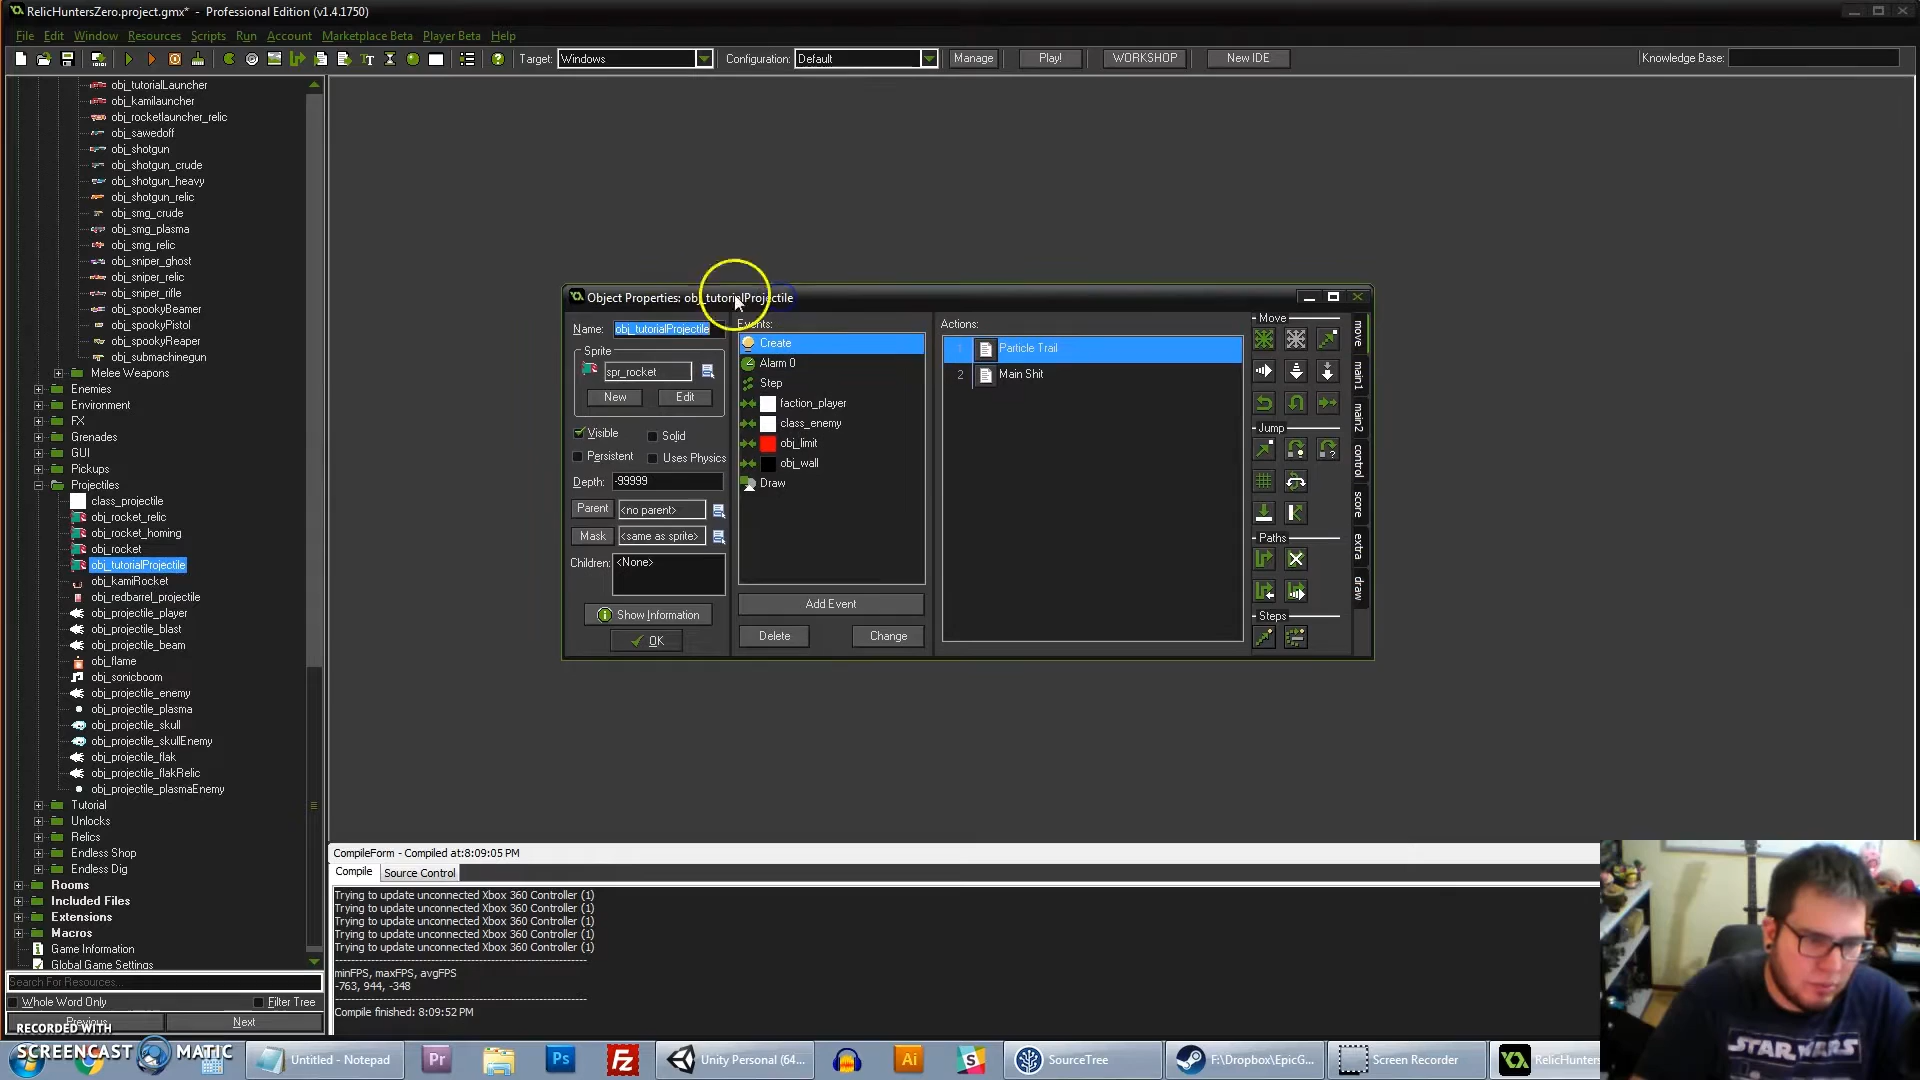 RelicHuntersZero.project.gmx* - Professional Edition (v1.4.1750)
File Edit Window Resources Scripts Run Account Marketplace Beta Player Beta Help
Target: Windows Configuration: Default Manage Play! WORKSHOP New IDE Knowledge Base:
obj_tutorialLauncher
obj_kamilauncher
obj_rocketlauncher_relic
obj_sawedoff
obj_shotgun
obj_shotgun_crude
obj_shotgun_heavy
obj_shotgun_relic
obj_smg_crude
obj_smg_plasma
obj_smg_relic
obj_sniper_ghost
obj_sniper_relic
obj_sniper_rifle
obj_spookyBeamer
obj_spookyPistol
obj_spookyReaper
obj_submachinegun
Melee Weapons
Enemies
Environment
FX
Grenades
GUI
Pickups
Projectiles
class_projectile
obj_rocket_relic
obj_rocket_homing
obj_rocket
obj_tutorialProjectile
obj_kamiRocket
obj_redbarrel_projectile
obj_projectile_player
obj_projectile_blast
obj_projectile_beam
obj_flame
obj_sonicboom
obj_projectile_enemy
obj_projectile_plasma
obj_projectile_skull
obj_projectile_skullEnemy
obj_projectile_flak
obj_projectile_flakRelic
obj_projectile_plasmaEnemy
Tutorial
Unlocks
Relics
Endless Shop
Endless Dig
Rooms
Included Files
Extensions
Macros
Game Information
Global Game Settings
Search For Resources...
Whole Word Only Filter Tree
Previous Next
Object Properties: obj_tutorialProjectile
Name: obj_tutorialProjectile
Sprite
spr_rocket
New Edit
Visible Solid
Persistent Uses Physics
Depth: -99999
Parent <no parent>
Mask <same as sprite>
Children: <None>
Show Information
OK
Events:
Create
Alarm 0
Step
faction_player
class_enemy
obj_limit
obj_wall
Draw
Add Event
Delete Change
Actions:
1 Particle Trail
2 Main Shit
Move
Jump
Paths
Steps
move
main1
main2
control
score
extra
draw
CompileForm - Compiled at:8:09:05 PM
Compile Source Control
Trying to update unconnected Xbox 360 Controller (1)
Trying to update unconnected Xbox 360 Controller (1)
Trying to update unconnected Xbox 360 Controller (1)
Trying to update unconnected Xbox 360 Controller (1)
Trying to update unconnected Xbox 360 Controller (1)
minFPS, maxFPS, avgFPS
-763, 944, -348
Compile finished: 8:09:52 PM
RECORDED WITH
SCREENCAST MATIC
Untitled - Notepad
Pr
Ps
Fz
Unity Personal (64...
Ai
SourceTree
F:\Dropbox\EpicG...
Screen Recorder
RelicHunters
STAR WARS